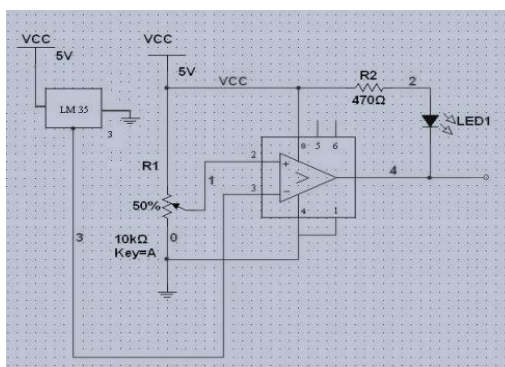 VCC
5V
VCC
5V
LM 35
3
VCC
R2
470Ω
2
LED1
R1
50%
1
2
3
8
5
6
4
1
4
3
10kΩ
0
Key=A